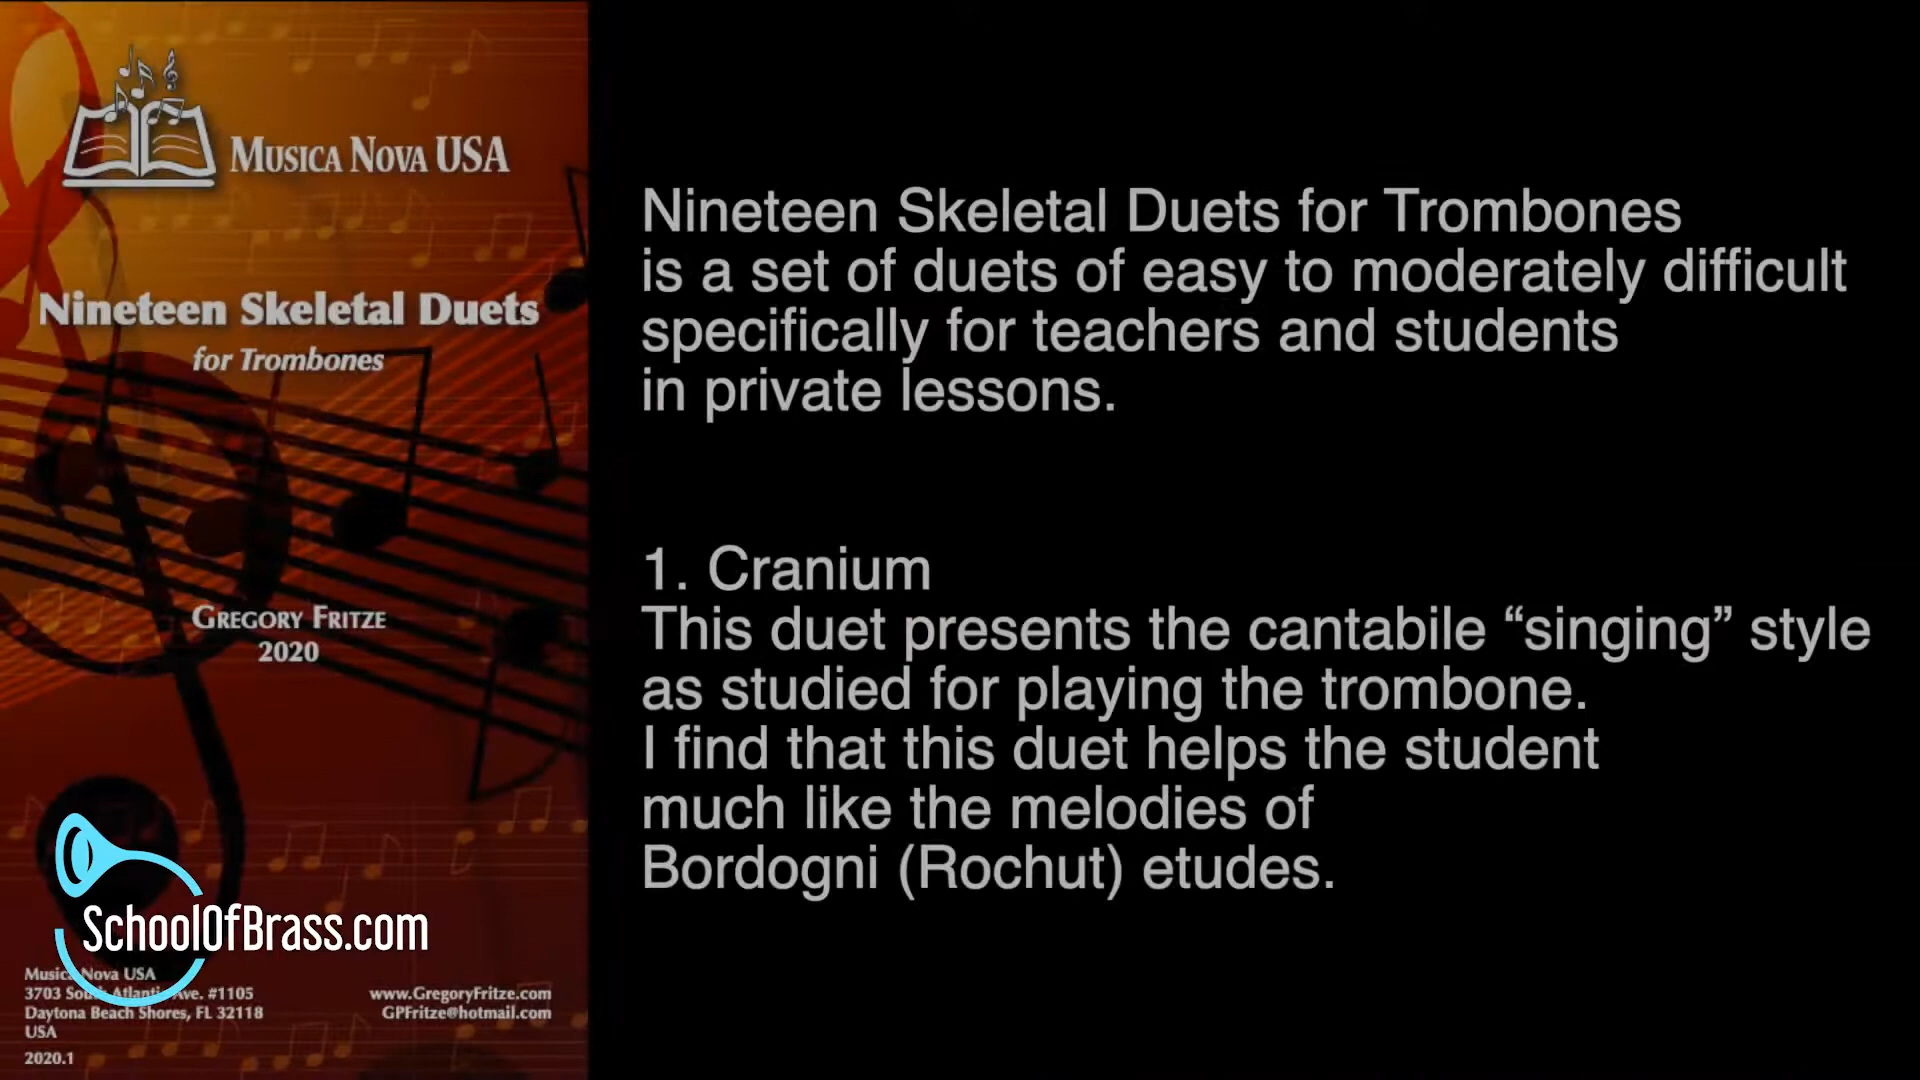 MUSICA NOVA USA
Nineteen Skeletal Duets
for Trombones
GREGORY FRITZE
2020
SchoolOfBrass.com
Musica Nova USA
3703 South Atlantic Ave. #1105
Daytona Beach Shores, FL 32118
USA
2020.1
www.GregoryFritze.com
GPFritze@hotmail.com
Nineteen Skeletal Duets for Trombones
is a set of duets of easy to moderately difficult
specifically for teachers and students
in private lessons.
1. Cranium
This duet presents the cantabile “singing” style
as studied for playing the trombone.
I find that this duet helps the student
much like the melodies of
Bordogni (Rochut) etudes.